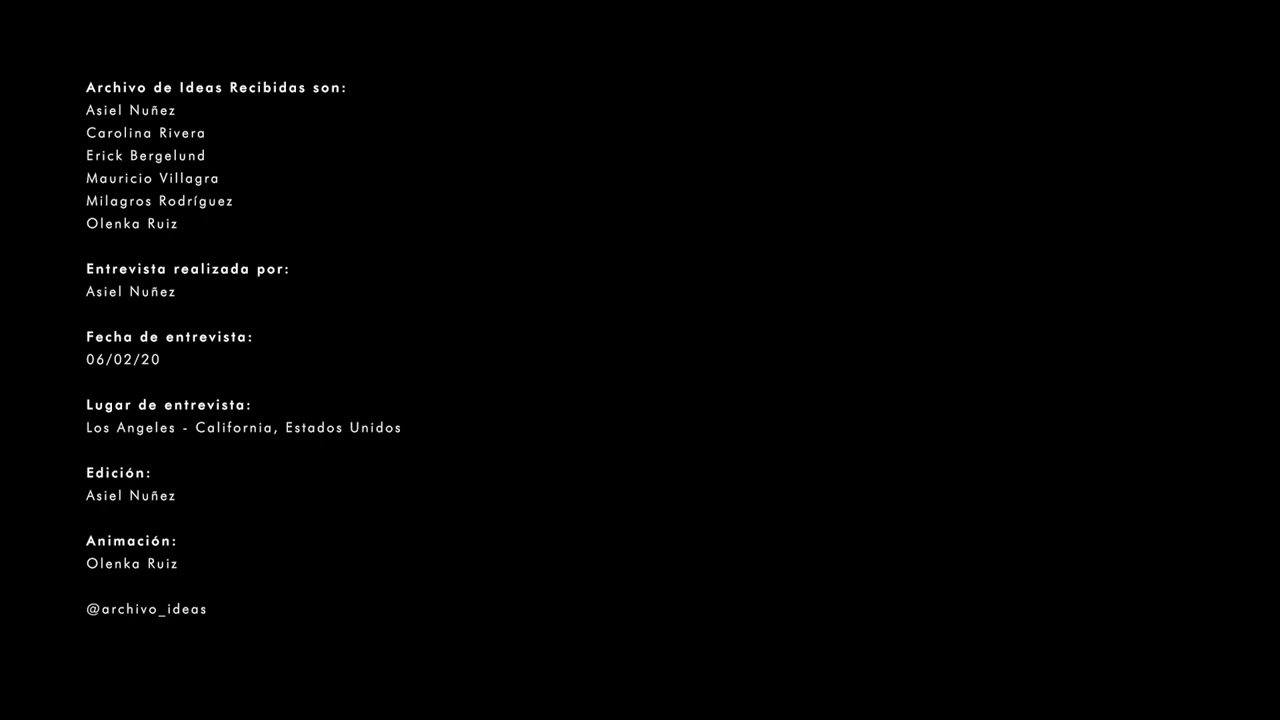 Archivo de Ideas Recibidas son:
Asiel Nuñez
Carolina Rivera
Erick Bergelund
Mauricio Villagra
Milagros Rodríguez
Olenka Ruiz
Entrevista realizada por:
Asiel Nuñez
Fecha de entrevista:
06/02/20
Lugar de entrevista:
Los Angeles - California, Estados Unidos
Edición:
Asiel Nuñez
Animación:
Olenka Ruiz
@archivo_ideas